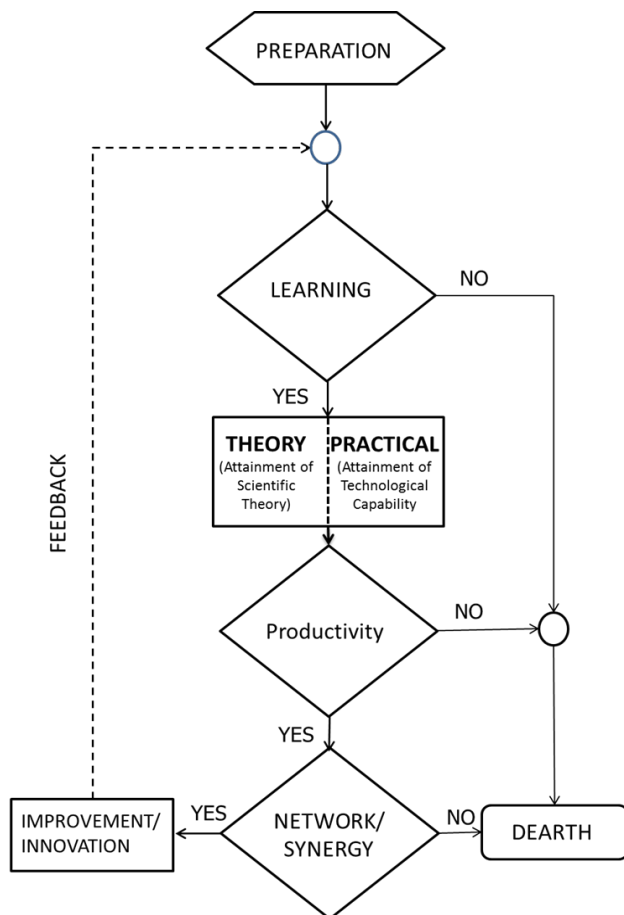 PREPARATION
LEARNING
NO
YES
THEORY
(Attainment of
Scientific
Theory)
PRACTICAL
(Attainment of
Technological
Capability
FEEDBACK
Productivity
NO
YES
IMPROVEMENT/
INNOVATION
YES
NETWORK/
SYNERGY
NO
DEARTH